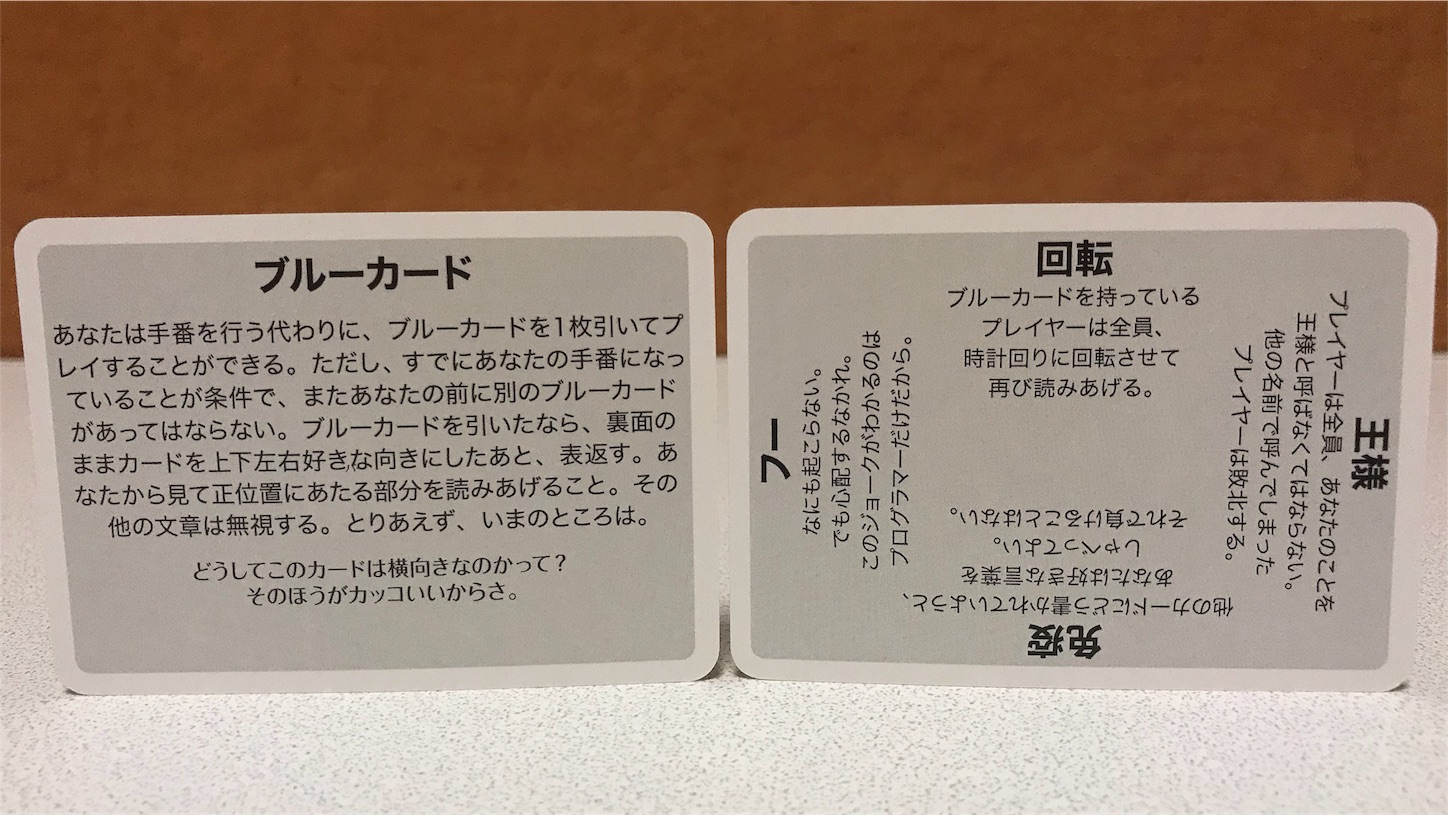 ブルーカード
あなたは手番を行う代わりに、ブルーカードを1枚引いてプ
レイすることができる。ただし、すでにあなたの手番になっ
ていることが条件で、またあなたの前に別のブルーカード
があってはならない。ブルーカードを引いたなら、裏面の
ままカードを上下左右好きな向きにしたあと、表返す。あ
なたから見て正位置にあたる部分を読みあげること。その
他の文章は無視する。とりあえず、いまのところは。
どうしてこのカードは横向きなのかって？
そのほうがカッコいいからさ。
回転
ブルーカードを持っている
プレイヤーは全員、
時計回りに回転させて
再び読みあげる。
王様
プレイヤーは全員、あなたのことを
王様と呼ばなくてはならない。
他の名前で呼んでしまった
プレイヤーは敗北する。
免疫
他のカードにどう書かれていようと、
あなたは好きな言葉を
しゃべってよい。
それで負けることはない。
フー
なにも起こらない。
でも心配するなかれ。
このジョークがわかるのは
プログラマーだけだから。